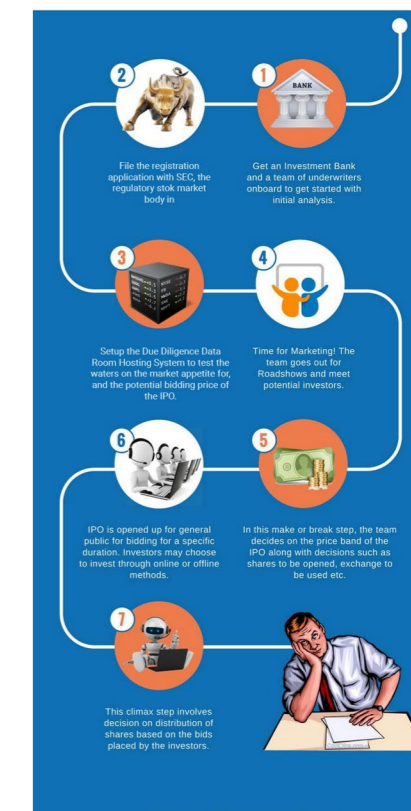 1
BANK
Get an Investment Bank
and a team of underwriters
onboard to get started with
initial analysis.
2
File the registration
application with SEC, the
regulatory stok market
body in
3
Setup the Due Diligence Data
Room Hosting System to test the
waters on the market appetite for,
and the potential bidding price of
the IPO.
4
Time for Marketing! The
team goes out for
Roadshows and meet
potential investors.
5
In this make or break step, the team
decides on the price band of the
IPO along with decisions such as
shares to be opened, exchange to
be used etc.
6
IPO is opened up for general
public for bidding for a specific
duration. Investors may choose
to invest through online or offline
methods.
7
This climax step involves
decision on distribution of
shares based on the bids
placed by the investors.